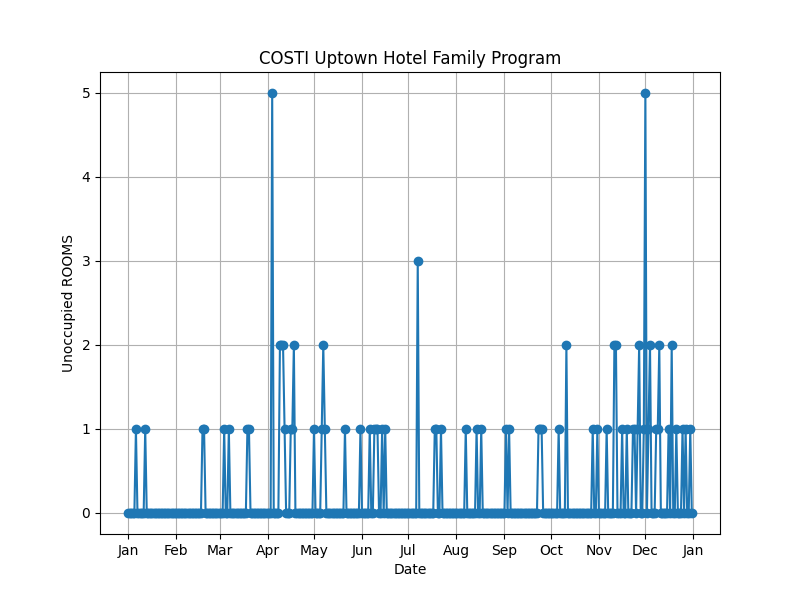 COSTI Uptown Hotel Family Program
Unoccupied ROOMS
5
4
3
2
1
0
Jan Feb Mar Apr May Jun Jul Aug Sep Oct Nov Dec Jan
Date